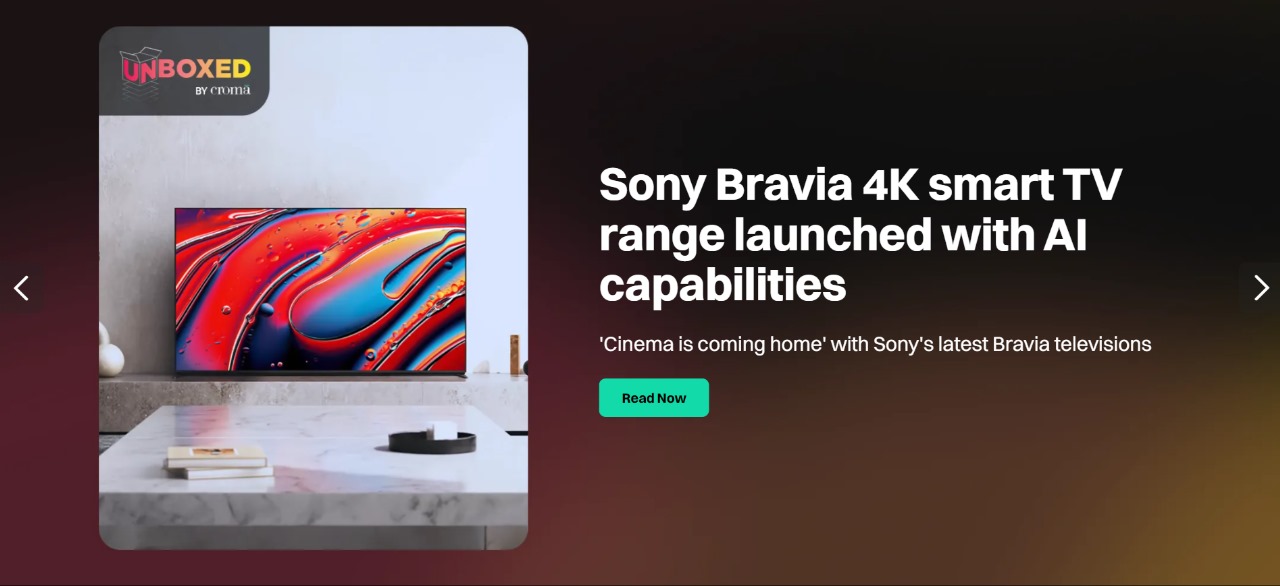 UNBOXED
BY cromā
Sony Bravia 4K smart TV
range launched with AI
capabilities
'Cinema is coming home' with Sony's latest Bravia televisions
Read Now